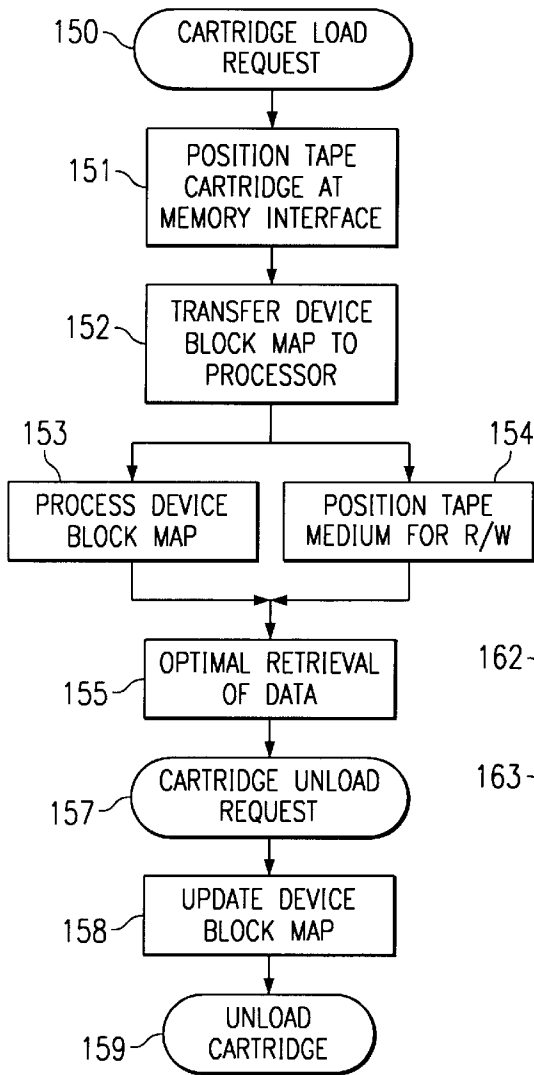 150
CARTRIDGE LOAD
REQUEST
151
POSITION TAPE
CARTRIDGE AT
MEMORY INTERFACE
152
TRANSFER DEVICE
BLOCK MAP TO
PROCESSOR
153
PROCESS DEVICE
BLOCK MAP
154
POSITION TAPE
MEDIUM FOR R/W
155
OPTIMAL RETRIEVAL
OF DATA
162
157
CARTRIDGE UNLOAD
REQUEST
163
158
UPDATE DEVICE
BLOCK MAP
159
UNLOAD
CARTRIDGE